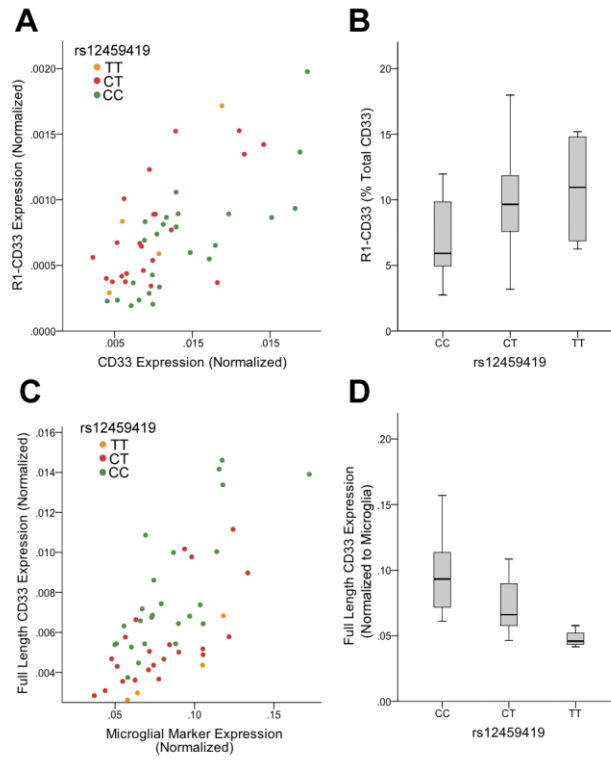 A
rs12459419
TT
CT
CC
R1-CD33 Expression (Normalized)
.0020
.0015
.0010
.0005
.0000
.005
.015
.015
CD33 Expression (Normalized)
B
R1-CD33 (% Total CD33)
20
15
10
5
0
CC
CT
TT
rs12459419
C
rs12459419
TT
CT
CC
Full Length CD33 Expression (Normalized)
.016
.014
.012
.010
.008
.006
.004
.05
.10
.15
Microglial Marker Expression
(Normalized)
D
Full Length CD33 Expression
(Normalized to Microglia)
.20
.15
.10
.05
.00
CC
CT
TT
rs12459419